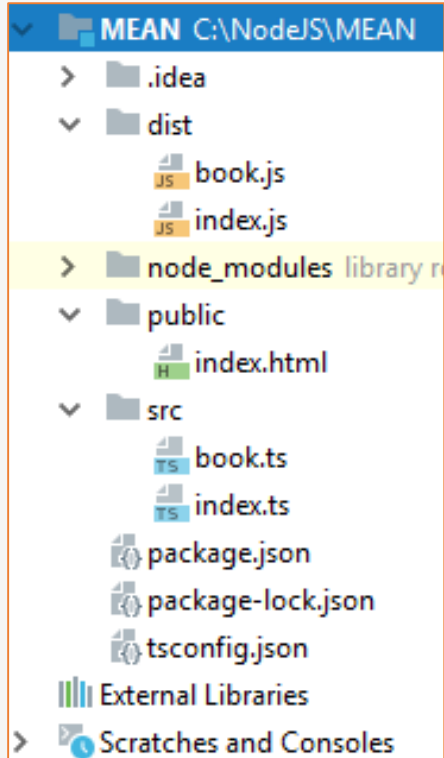 MEAN C:\NodeJS\MEAN
.idea
dist
JS book.js
JS index.js
node_modules library r
public
H index.html
src
TS book.ts
TS index.ts
package.json
package-lock.json
tsconfig.json
External Libraries
Scratches and Consoles